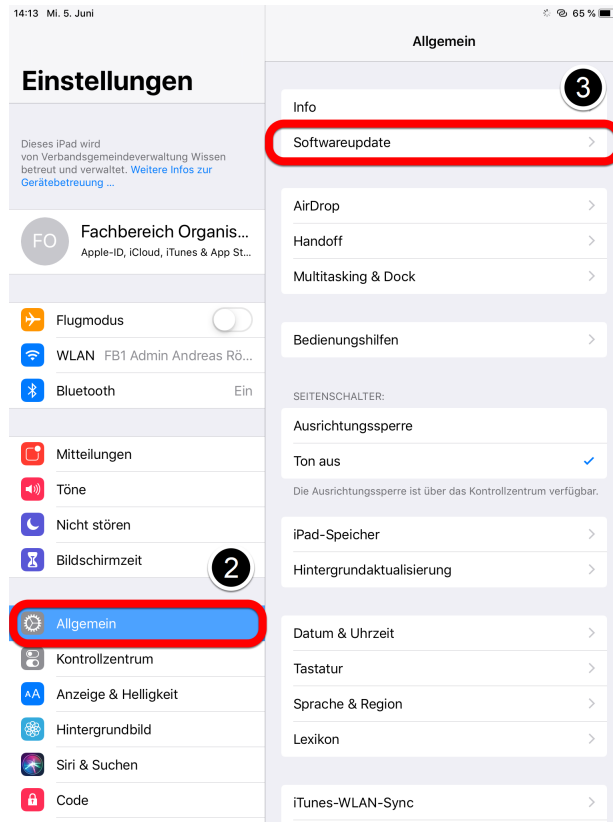 14:13 Mi. 5. Juni
65 %
Einstellungen
Dieses iPad wird
von Verbandsgemeindeverwaltung Wissen
betreut und verwaltet. Weitere Infos zur
Gerätebetreuung ...
FO
Fachbereich Organis...
Apple-ID, iCloud, iTunes & App St...
Flugmodus
WLAN FB1 Admin Andreas Rö...
Bluetooth Ein
Mitteilungen
Töne
Nicht stören
Bildschirmzeit
2
Allgemein
Kontrollzentrum
AA Anzeige & Helligkeit
Hintergrundbild
Siri & Suchen
Code
Allgemein
3
Info
Softwareupdate
AirDrop
Handoff
Multitasking & Dock
Bedienungshilfen
SEITENSCHALTER:
Ausrichtungssperre
Ton aus
Die Ausrichtungssperre ist über das Kontrollzentrum verfügbar.
iPad-Speicher
Hintergrundaktualisierung
Datum & Uhrzeit
Tastatur
Sprache & Region
Lexikon
iTunes-WLAN-Sync